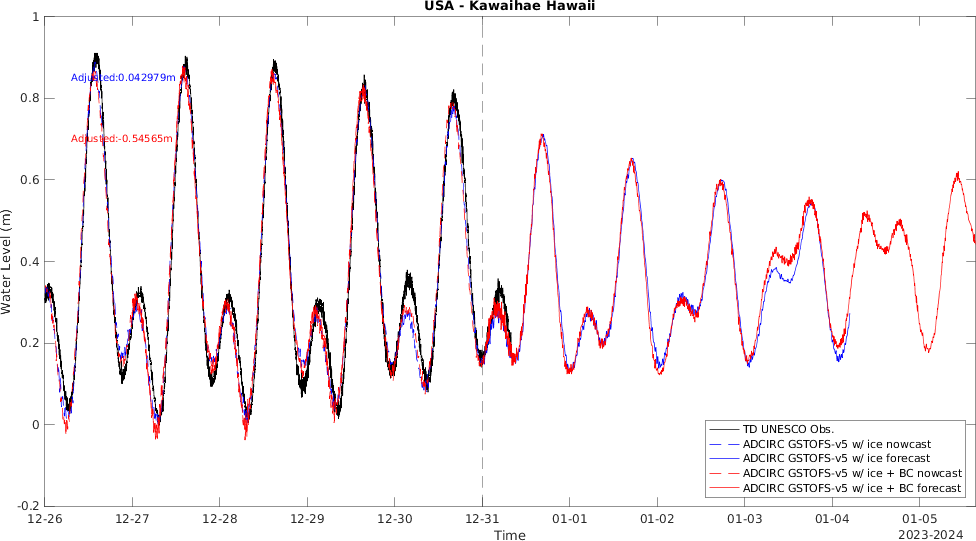 USA - Kawaihae Hawaii
1
0.8
0.6
0.4
0.2
0
-0.2
Water Level (m)
Adjusted:0.042979m
Adjusted:-0.54565m
TD UNESCO Obs.
ADCIRC GSTOFS-v5 w/ ice nowcast
ADCIRC GSTOFS-v5 w/ ice forecast
ADCIRC GSTOFS-v5 w/ ice + BC nowcast
ADCIRC GSTOFS-v5 w/ ice + BC forecast
12-26 12-27 12-28 12-29 12-30 12-31 01-01 01-02 01-03 01-04 01-05
Time
2023-2024